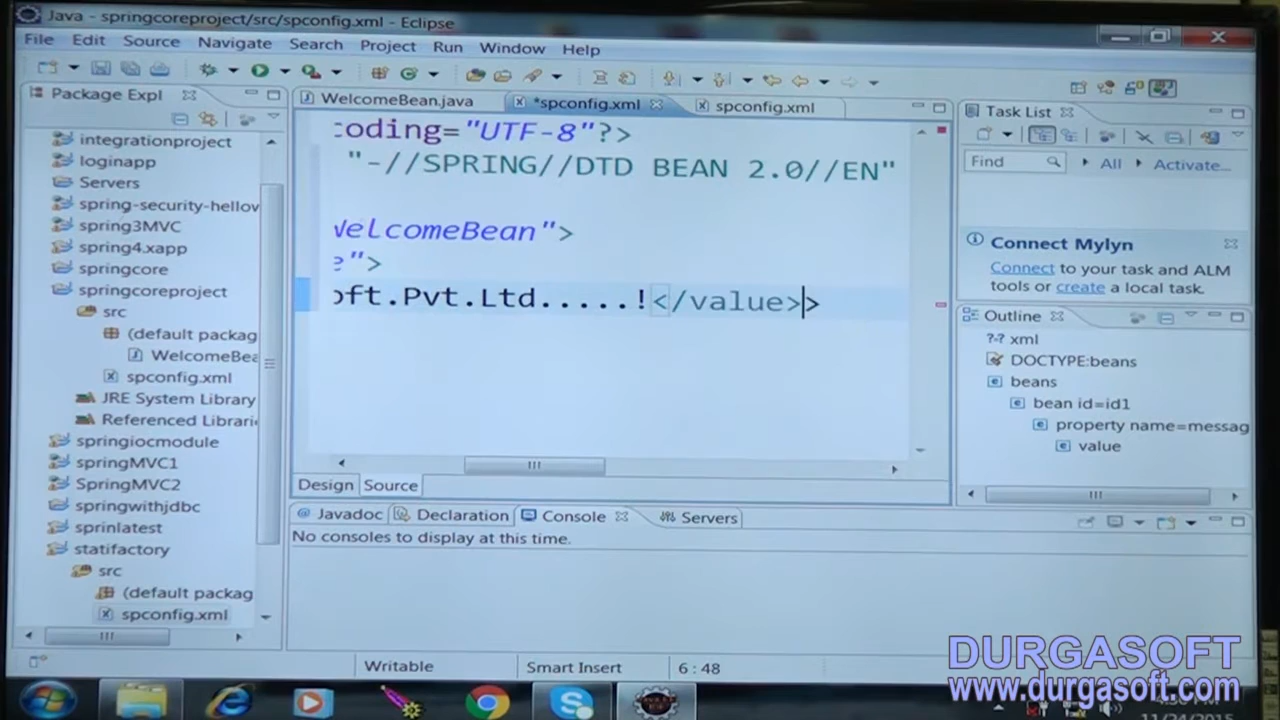 Java - springcoreproject/src/spconfig.xml - Eclipse
File Edit Source Navigate Search Project Run Window Help
Package Expl
integrationproject
loginapp
Servers
spring-security-hellov
spring3MVC
spring4.xapp
springcore
springcoreproject
src
(default packag
WelcomeBea
spconfig.xml
JRE System Library
Referenced Librari
springiocmodule
springMVC1
SpringMVC2
springwithjdbc
sprinlatest
statifactory
src
(default packag
spconfig.xml
WelcomeBean.java *spconfig.xml spconfig.xml
coding="UTF-8"?>
"-//SPRING//DTD BEAN 2.0//EN"
WelcomeBean">
e">
oft.Pvt.Ltd.....!</value>>
Design Source
Javadoc Declaration Console Servers
No consoles to display at this time.
Task List
Find All Activate...
Connect Mylyn
Connect to your task and ALM
tools or create a local task.
Outline
xml
DOCTYPE:beans
beans
bean id=id1
property name=messag
value
Writable Smart Insert 6 : 48
DURGASOFT
www.durgasoft.com